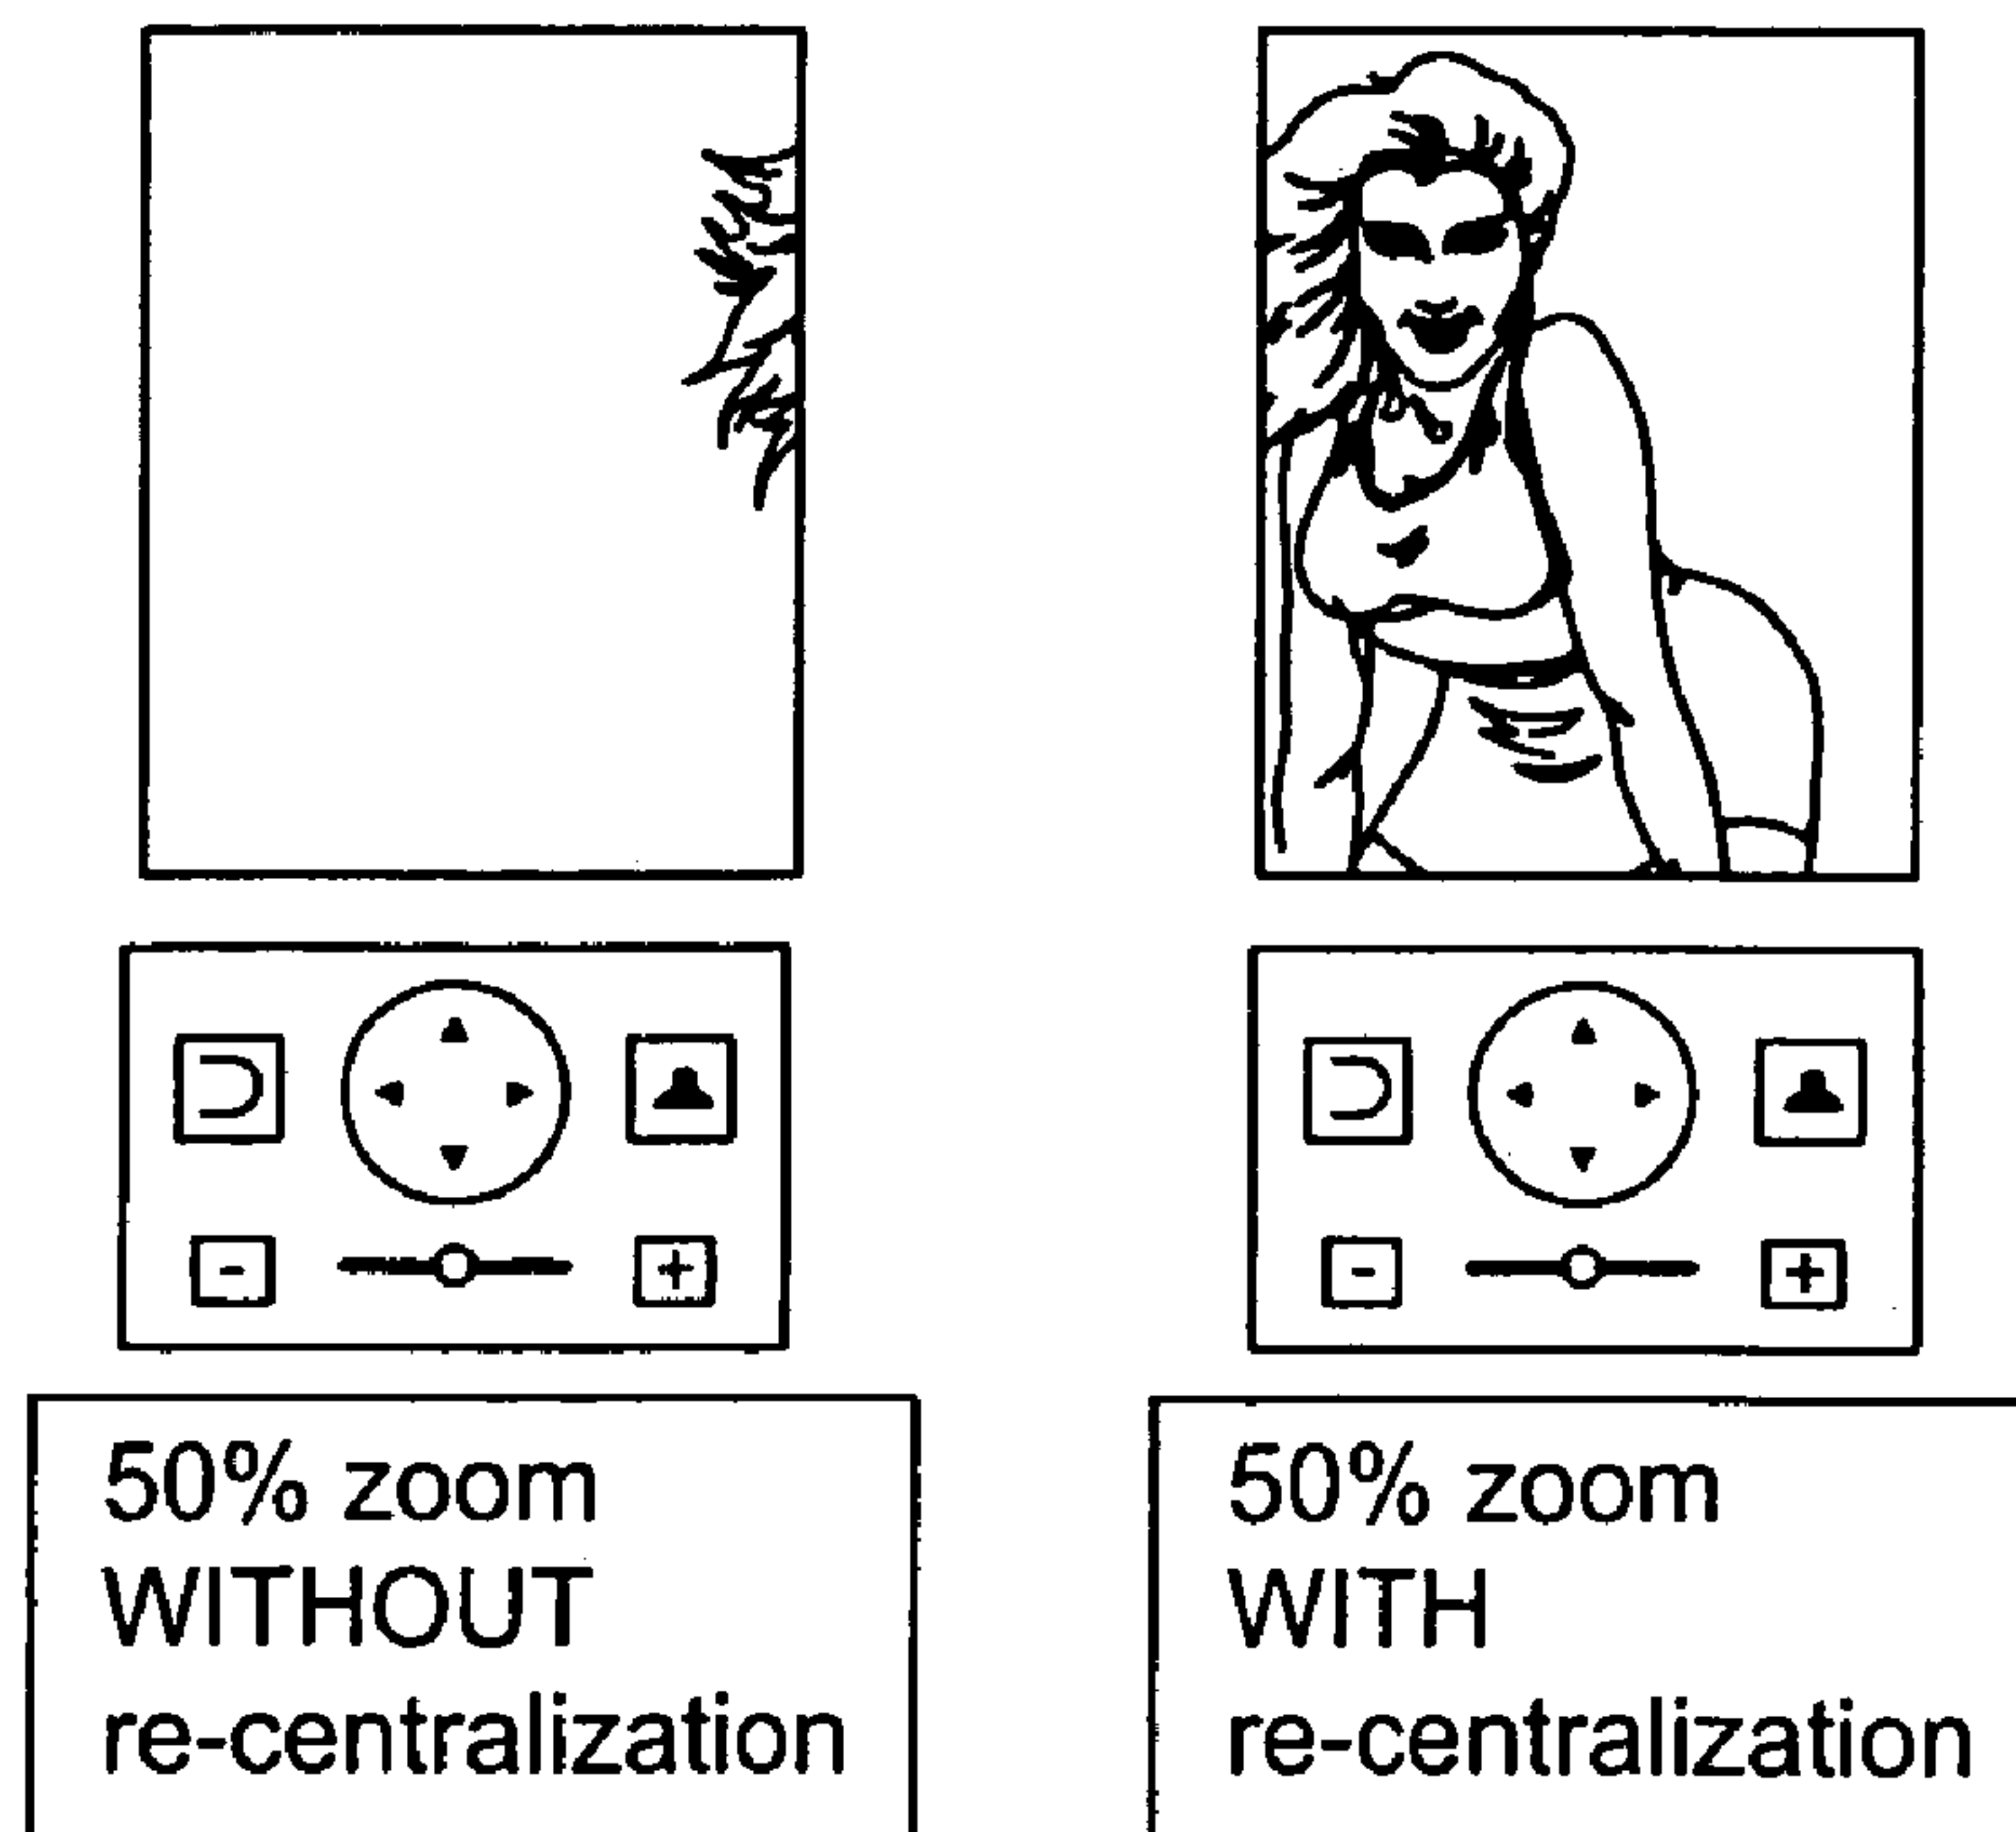 - +
- +
50% zoom
WITHOUT
re-centralization
50% zoom
WITH
re-centralization